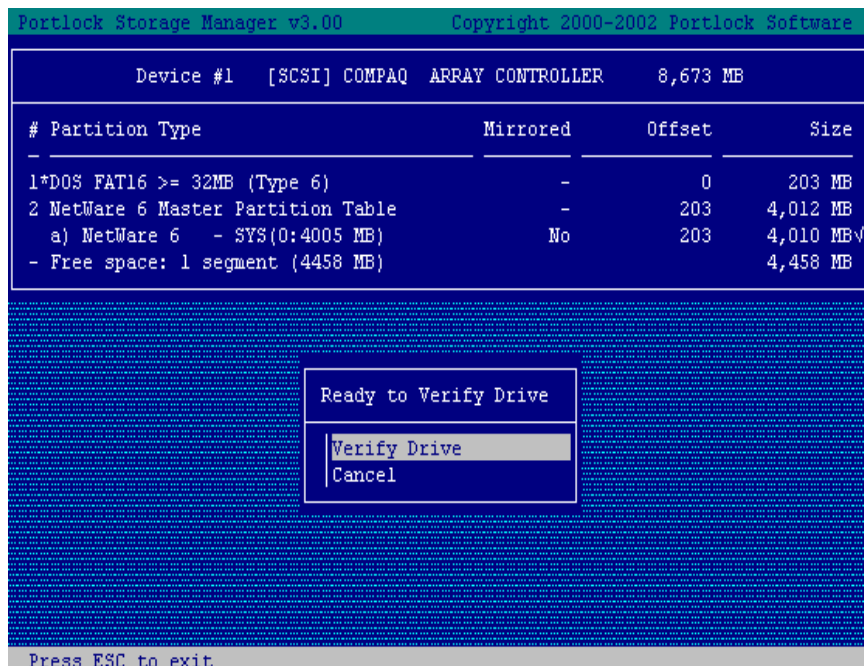 Portlock Storage Manager v3.00 Copyright 2000-2002 Portlock Software
Device #1 [SCSI] COMPAQ ARRAY CONTROLLER 8,673 MB
# Partition Type Mirrored Offset Size
1*DOS FAT16 >= 32MB (Type 6) - 0 203 MB
2 NetWare 6 Master Partition Table - 203 4,012 MB
a) NetWare 6 - SYS(0:4005 MB) No 203 4,010 MB√
- Free space: 1 segment (4458 MB) 4,458 MB
Ready to Verify Drive
Verify Drive
Cancel
Press ESC to exit